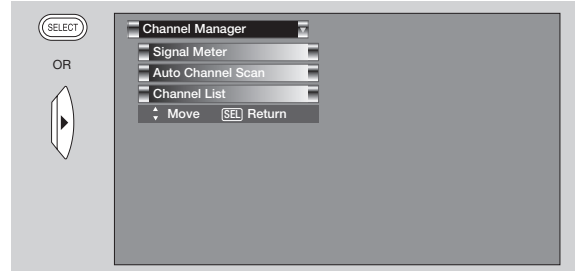 SELECT
OR
Channel Manager
Signal Meter
Auto Channel Scan
Channel List
Move SEL Return